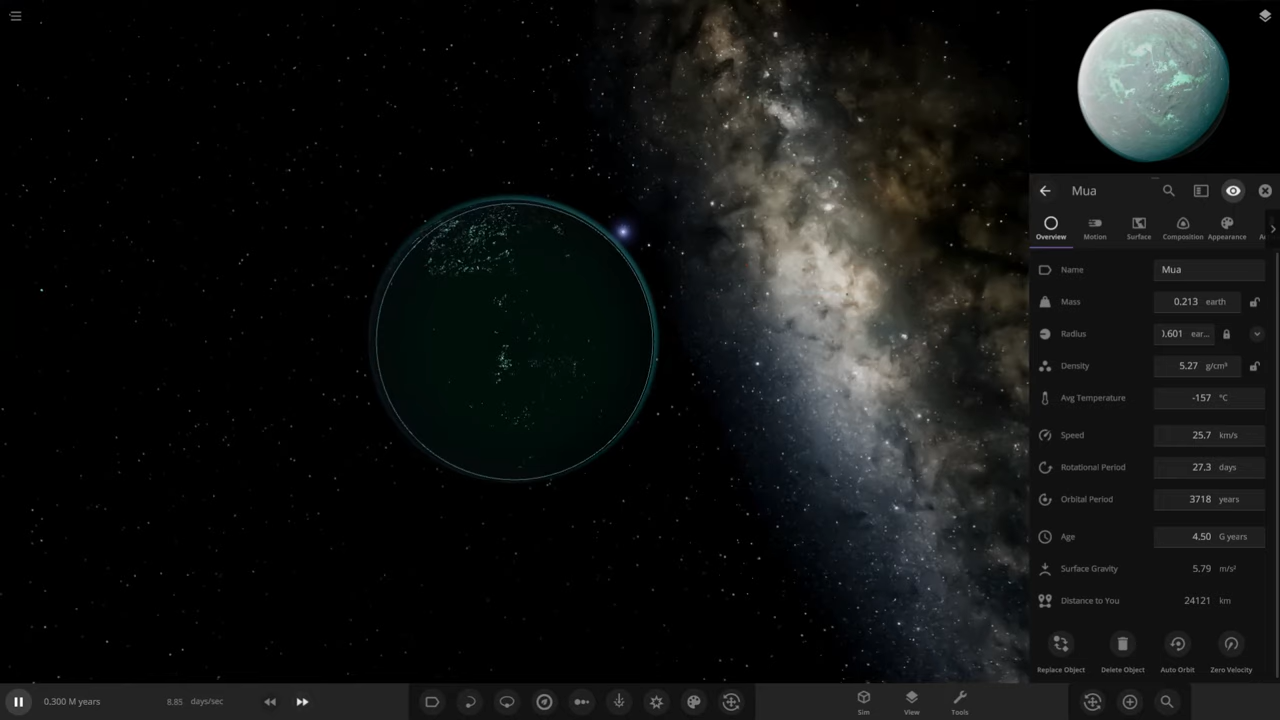 Mua
Overview Motion Surface Composition Appearance
Name Mua
Mass 0.213 earth
Radius 0.601 ear...
Density 5.27 g/cm³
Avg Temperature -157 °C
Speed 25.7 km/s
Rotational Period 27.3 days
Orbital Period 3718 years
Age 4.50 G years
Surface Gravity 5.79 m/s²
Distance to You 24121 km
Replace Object Delete Object Auto Orbit Zero Velocity
0.300 M years 8.85 days/sec Sim View Tools